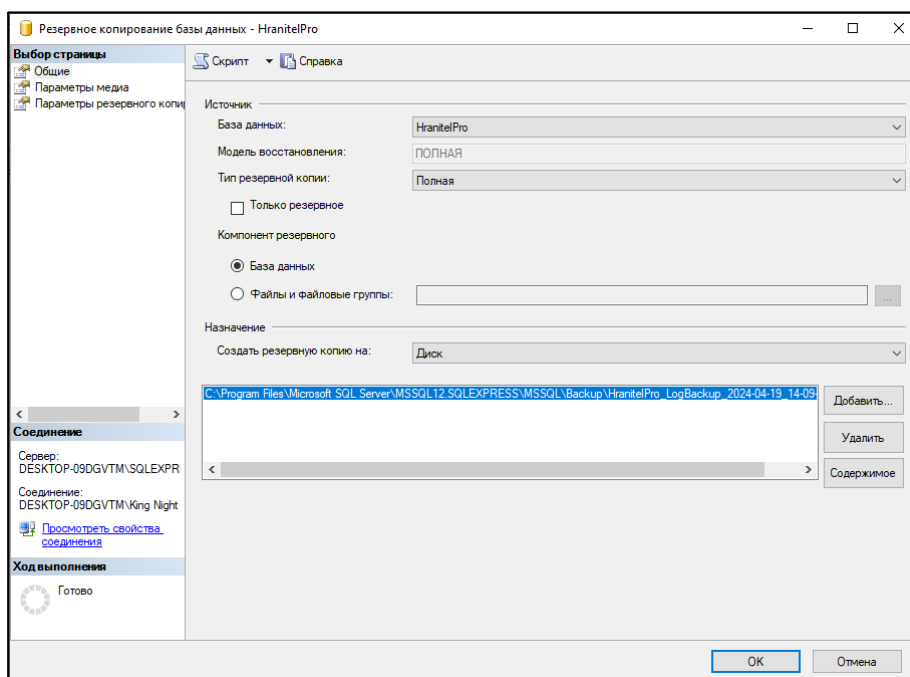 Резервное копирование базы данных - HranitelPro
Выбор страницы
Общие
Параметры медиа
Параметры резервного
Скрипт
Справка
Источник
База данных:
HranitelPro
Модель восстановления:
ПОЛНАЯ
Тип резервной копии:
Полная
Только резервное
Компонент резервного
База данных
Файлы и файловые группы:
...
Назначение
Создать резервную копию на:
Диск
C:\Program Files\Microsoft SQL Server\MSSQL12.SQLEXPRESS\MSSQL\Backup\HranitelPro_LogBackup_2024-04-19_14-09-
Добавить...
Удалить
Содержимое
Соединение
Сервер:
DESKTOP-09DGVTM\SQLEXPR
Соединение:
DESKTOP-09DGVTM\King Night
Просмотреть свойства
соединения
Ход выполнения
Готово
OK
Отмена